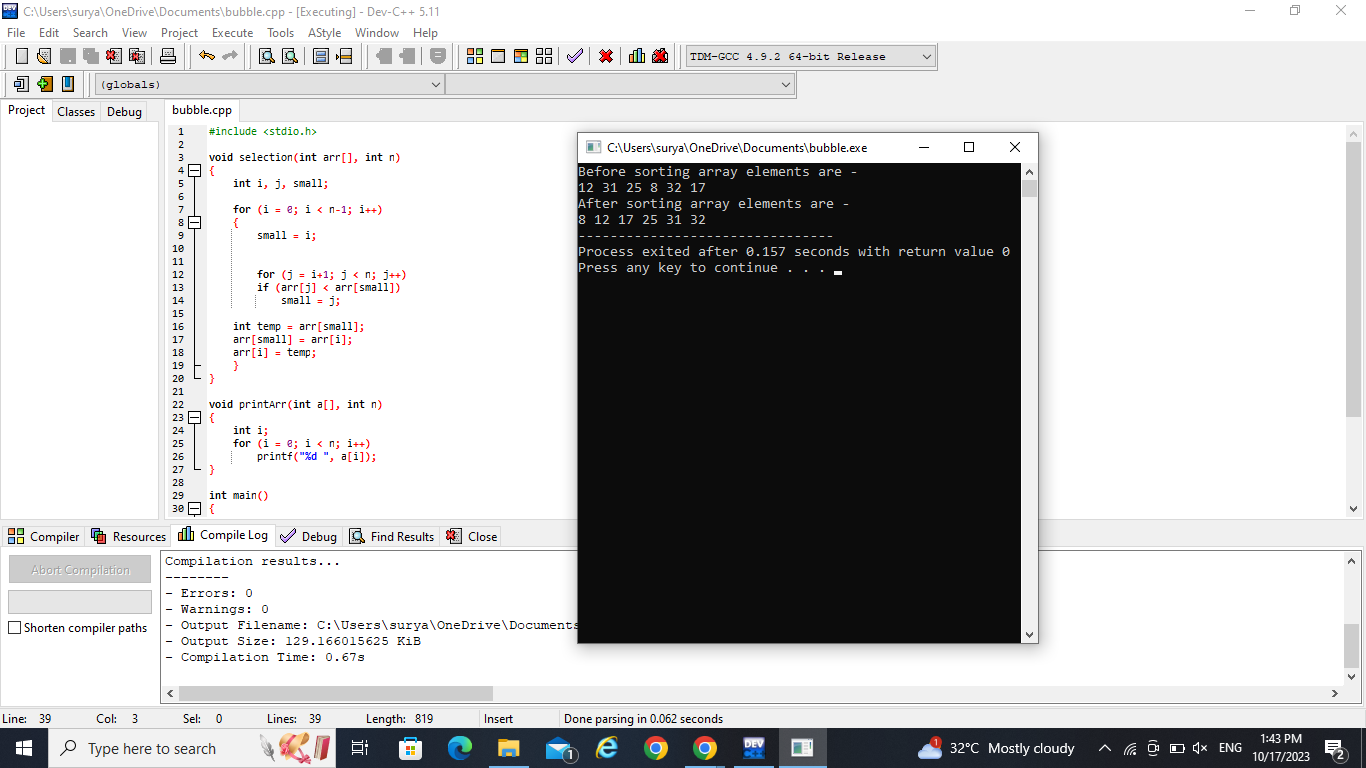 C:\Users\surya\OneDrive\Documents\bubble.cpp - [Executing] - Dev-C++ 5.11
File Edit Search View Project Execute Tools AStyle Window Help
TDM-GCC 4.9.2 64-bit Release
(globals)
Project Classes Debug
bubble.cpp
1 #include <stdio.h>
2
3 void selection(int arr[], int n)
4 {
5 int i, j, small;
6
7 for (i = 0; i < n-1; i++)
8 {
9 small = i;
10
11
12 for (j = i+1; j < n; j++)
13 if (arr[j] < arr[small])
14 small = j;
15
16 int temp = arr[small];
17 arr[small] = arr[i];
18 arr[i] = temp;
19 }
20 }
21
22 void printArr(int a[], int n)
23 {
24 int i;
25 for (i = 0; i < n; i++)
26 printf("%d ", a[i]);
27 }
28
29 int main()
30 {
C:\Users\surya\OneDrive\Documents\bubble.exe
Before sorting array elements are -
12 31 25 8 32 17
After sorting array elements are -
8 12 17 25 31 32
--------------------------------
Process exited after 0.157 seconds with return value 0
Press any key to continue . . .
Compiler Resources Compile Log Debug Find Results Close
Abort Compilation
Shorten compiler paths
Compilation results...
--------
- Errors: 0
- Warnings: 0
- Output Filename: C:\Users\surya\OneDrive\Documents
- Output Size: 129.166015625 KiB
- Compilation Time: 0.67s
Line: 39 Col: 3 Sel: 0 Lines: 39 Length: 819 Insert Done parsing in 0.062 seconds
Type here to search
DEV
1
1
32°C Mostly cloudy
ENG
1:43 PM
10/17/2023
2